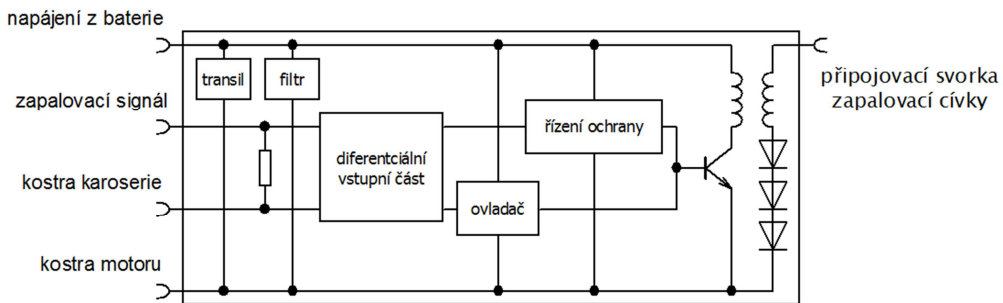 napájení z baterie
zapalovací signál
kostra karoserie
kostra motoru
transil
filtr
diferentciální
vstupní část
řízení ochrany
ovladač
připojovací svorka
zapalovací cívky